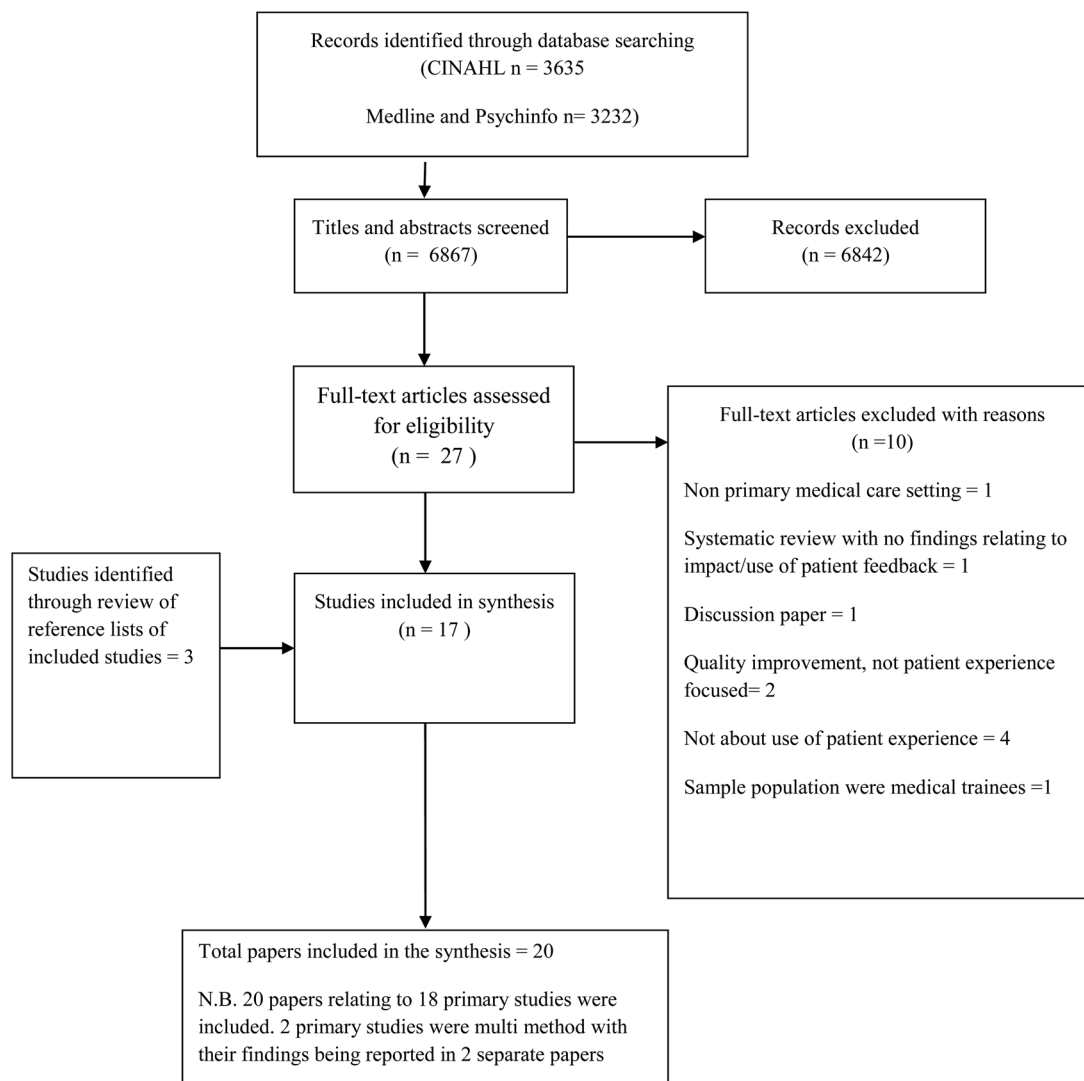 Records identified through database searching
(CINAHL n = 3635
Medline and Psychinfo n= 3232)
Titles and abstracts screened
(n =  6867)
Records excluded
(n = 6842)
Full-text articles assessed
for eligibility
(n =  27 )
Full-text articles excluded with reasons
(n =10)
Non primary medical care setting = 1
Systematic review with no findings relating to
impact/use of patient feedback = 1
Discussion paper = 1
Quality improvement, not patient experience
focused= 2
Not about use of patient experience = 4
Sample population were medical trainees =1
Studies identified
through review of
reference lists of
included studies = 3
Studies included in synthesis
(n = 17 )
Total papers included in the synthesis = 20
N.B. 20 papers relating to 18 primary studies were
included. 2 primary studies were multi method with
their findings being reported in 2 separate papers